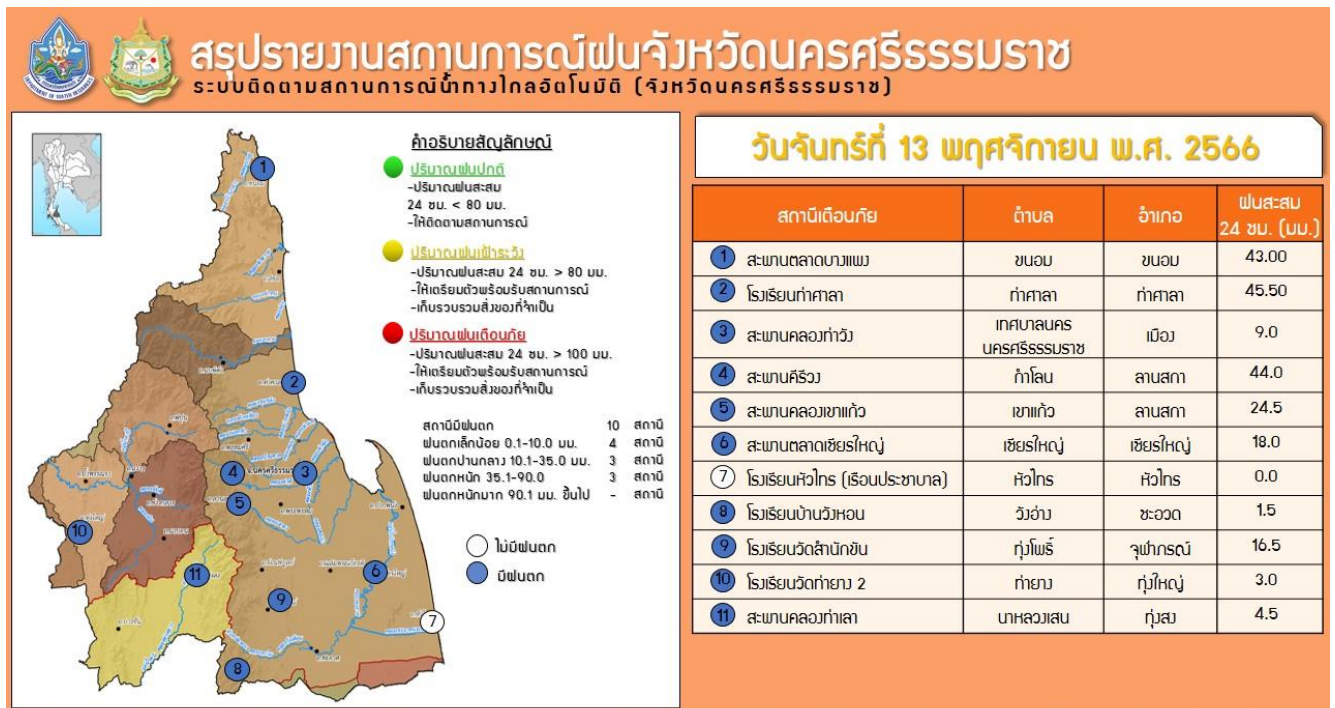 สรุปรายงานสถานการณ์ฝนจังหวัดนครศรีธรรมราช
ระบบติดตามสถานการณ์น้ำทางไกลอัตโนมัติ (จังหวัดนครศรีธรรมราช)
คำอธิบายสัญลักษณ์
ปริมาณฝนปกติ
-ปริมาณฝนสะสม
24 ชม. < 80 มม.
-ให้ติดตามสถานการณ์
ปริมาณฝนเฝ้าระวัง
-ปริมาณฝนสะสม 24 ชม. > 80 มม.
-ให้เตรียมตัวพร้อมรับสถานการณ์
-เก็บรวบรวมสิ่งของที่จำเป็น
ปริมาณฝนเตือนภัย
-ปริมาณฝนสะสม 24 ชม. > 100 มม.
-ให้เตรียมตัวพร้อมรับสถานการณ์
-เก็บรวบรวมสิ่งของที่จำเป็น
สถานีมีฝนตก 10 สถานี
ฝนตกเล็กน้อย 0.1-10.0 มม. 4 สถานี
ฝนตกปานกลาง 10.1-35.0 มม. 3 สถานี
ฝนตกหนัก 35.1-90.0 3 สถานี
ฝนตกหนักมาก 90.1 มม. ขึ้นไป - สถานี
ไม่มีฝนตก
มีฝนตก
1
2
3
4
5
6
7
8
9
10
11
วันจันทร์ที่ 13 พฤศจิกายน พ.ศ. 2566
สถานีเตือนภัย ตำบล อำเภอ ฝนสะสม 24 ชม. (มม.)
1 สะพานตลาดบางแพง ขนอม ขนอม 43.00
2 โรงเรียนท่าศาลา ท่าศาลา ท่าศาลา 45.50
3 สะพานคลองท่าวัง เทศบาลนคร นครศรีธรรมราช เมือง 9.0
4 สะพานคีรีวง กำโลน ลานสกา 44.0
5 สะพานคลองเขาแก้ว เขาแก้ว ลานสกา 24.5
6 สะพานตลาดเชียรใหญ่ เชียรใหญ่ เชียรใหญ่ 18.0
7 โรงเรียนหัวไทร (เรือนประชาบาล) หัวไทร หัวไทร 0.0
8 โรงเรียนบ้านวังหอน วังอ่าง ชะอวด 1.5
9 โรงเรียนวัดสำนักขัน ทุ่งโพธิ์ จุฬาภรณ์ 16.5
10 โรงเรียนวัดท่ายาง 2 ท่ายาง ทุ่งใหญ่ 3.0
11 สะพานคลองท่าเลา นาหลวงเสน ทุ่งสง 4.5